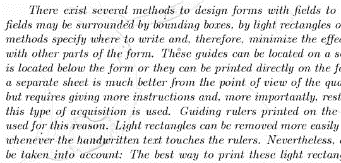 There exist several methods to design forms with fields to
fields may be surrounded by bounding boxes, by light rectangles o
methods specify where to write and, therefore, minimize the effec
with other parts of the form. These guides can be located on a s
is located below the form or they can be printed directly on the fo
a separate sheet is much better from the point of view of the qua
but requires giving more instructions and, more importantly, rest
this type of acquisition is used. Guiding rulers printed on the
used for this reason. Light rectangles can be removed more easily
whenever the handwritten text touches the rulers. Nevertheless,
be taken into account: The best way to print these light rectan